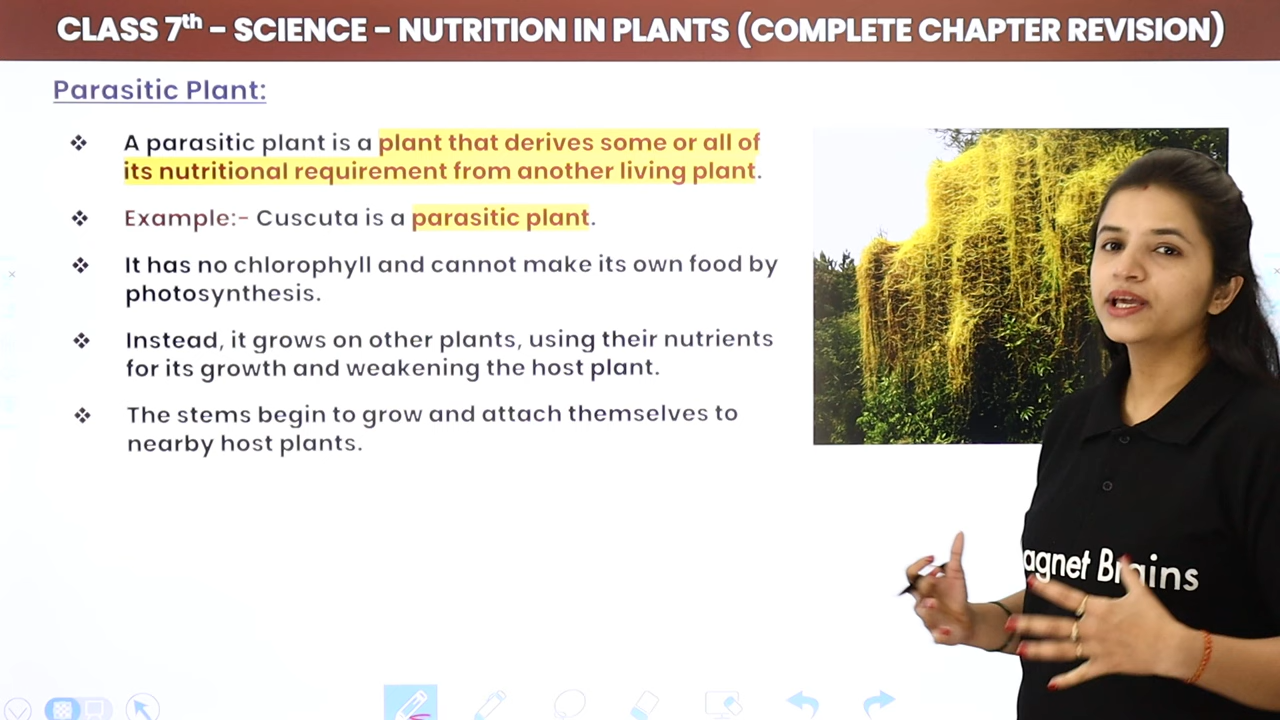 CLASS 7th – SCIENCE – NUTRITION IN PLANTS (COMPLETE CHAPTER REVISION)
Parasitic Plant:
❖ A parasitic plant is a plant that derives some or all of
its nutritional requirement from another living plant.
❖ Example:- Cuscuta is a parasitic plant.
❖ It has no chlorophyll and cannot make its own food by
photosynthesis.
❖ Instead, it grows on other plants, using their nutrients
for its growth and weakening the host plant.
❖ The stems begin to grow and attach themselves to
nearby host plants.
agnet Brains